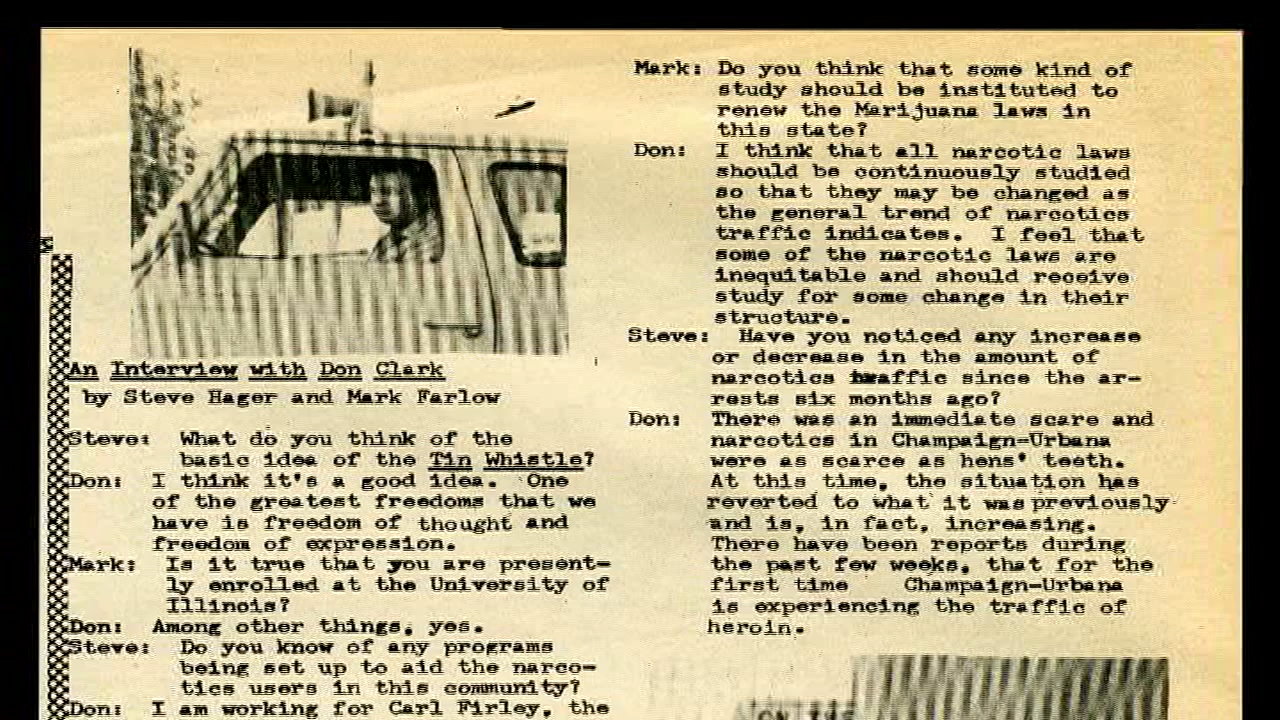 An Interview with Don Clark
by Steve Hager and Mark Farlow
Steve: What do you think of the
basic idea of the Tin Whistle?
Don: I think it's a good idea. One
of the greatest freedoms that we
have is freedom of thought and
freedom of expression.
Mark: Is it true that you are present-
ly enrolled at the University of
Illinois?
Don: Among other things, yes.
Steve: Do you know of any programs
being set up to aid the narco-
tics users in this community?
Don: I am working for Carl Firley, the
Mark: Do you think that some kind of
study should be instituted to
renew the Marijuana laws in
this state?
Don: I think that all narcotic laws
should be continuously studied
so that they may be changed as
the general trend of narcotics
traffic indicates. I feel that
some of the narcotic laws are
inequitable and should receive
study for some change in their
structure.
Steve: Have you noticed any increase
or decrease in the amount of
narcotics traffic since the ar-
rests six months ago?
Don: There was an immediate scare and
narcotics in Champaign-Urbana
were as scarce as hens' teeth.
At this time, the situation has
reverted to what it was previously
and is, in fact, increasing.
There have been reports during
the past few weeks, that for the
first time Champaign-Urbana
is experiencing the traffic of
heroin.